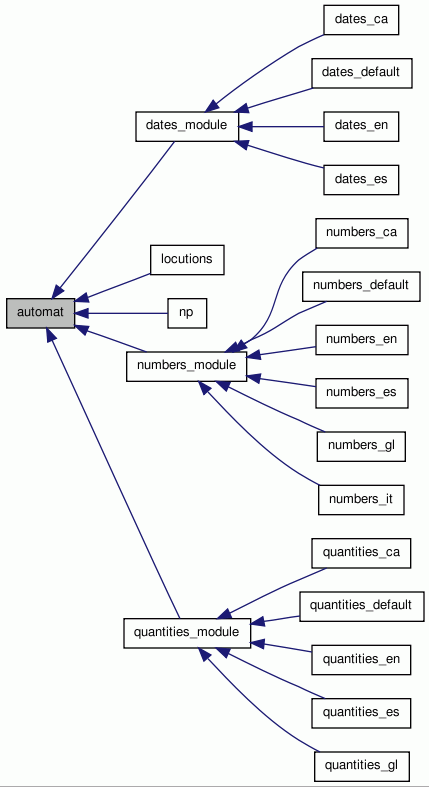 dates_ca
dates_default
dates_module
dates_en
dates_es
numbers_ca
locutions
numbers_default
automat
np
numbers_en
numbers_module
numbers_es
numbers_gl
numbers_it
quantities_ca
quantities_default
quantities_module
quantities_en
quantities_es
quantities_gl